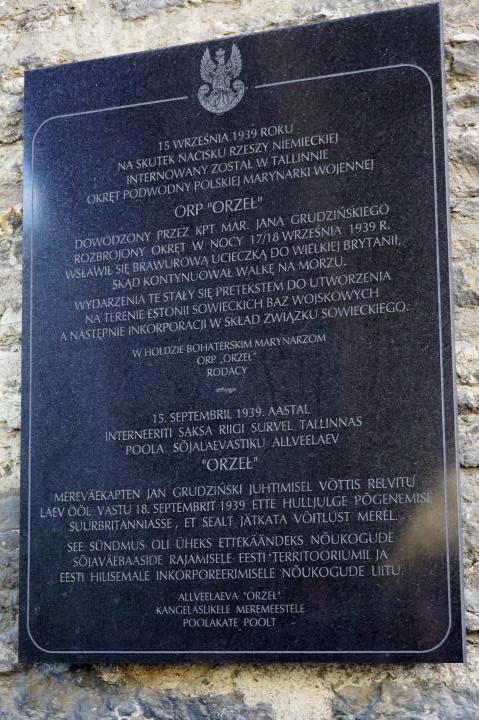 15 WRZEŚNIA 1939 ROKU
NA SKUTEK NACISKU RZESZY NIEMIECKIEJ
INTERNOWANY ZOSTAŁ W TALLINNIE
OKRĘT PODWODNY POLSKIEJ MARYNARKI WOJENNEJ
ORP "ORZEŁ"
DOWODZONY PRZEZ KPT MAR. JANA GRUDZIŃSKIEGO
ROZBROJONY OKRĘT W NOCY 17/18 WRZEŚNIA 1939 R.
WSŁAWIŁ SIĘ BRAWUROWĄ UCIECZKĄ DO WIELKIEJ BRYTANII,
SKĄD KONTYNUOWAŁ WALKĘ NA MORZU.
WYDARZENIA TE STAŁY SIĘ PRETEKSTEM DO UTWORZENIA
NA TERENIE ESTONII SOWIECKICH BAZ WOJSKOWYCH
A NASTĘPNIE INKORPORACJI W SKŁAD ZWIĄZKU SOWIECKIEGO.
W HOŁDZIE BOHATERSKIM MARYNARZOM
ORP „ORZEŁ"
RODACY
15. SEPTEMBRIL 1939. AASTAL
INTERNEERITI SAKSA RIIGI SURVEL TALLINNAS
POOLA SÕJALAEVASTIKU ALLVEELAEV
"ORZEŁ"
MEREVÄEKAPTEN JAN GRUDZIŃSKI JUHTIMISEL VÕTTIS RELVITU
LAEV ÖÖL VASTU 18. SEPTEMBRIT 1939 ETTE HULLJULGE PÕGENEMISE
SUURBRITANNIASSE, ET SEALT JÄTKATA VÕITLUST MEREL.
SEE SÜNDMUS OLI ÜHEKS ETTEKÄÄNDEKS NÕUKOGUDE
SÕJAVÄEBAASIDE RAJAMISELE EESTI TERRITOORIUMIL JA
EESTI HILISEMALE INKORPOREERIMISELE NÕUKOGUDE LIITU.
ALLVEELAEVA "ORZEŁ"
KANGELASLIKELE MEREMEESTELE
POOLAKATE POOLT